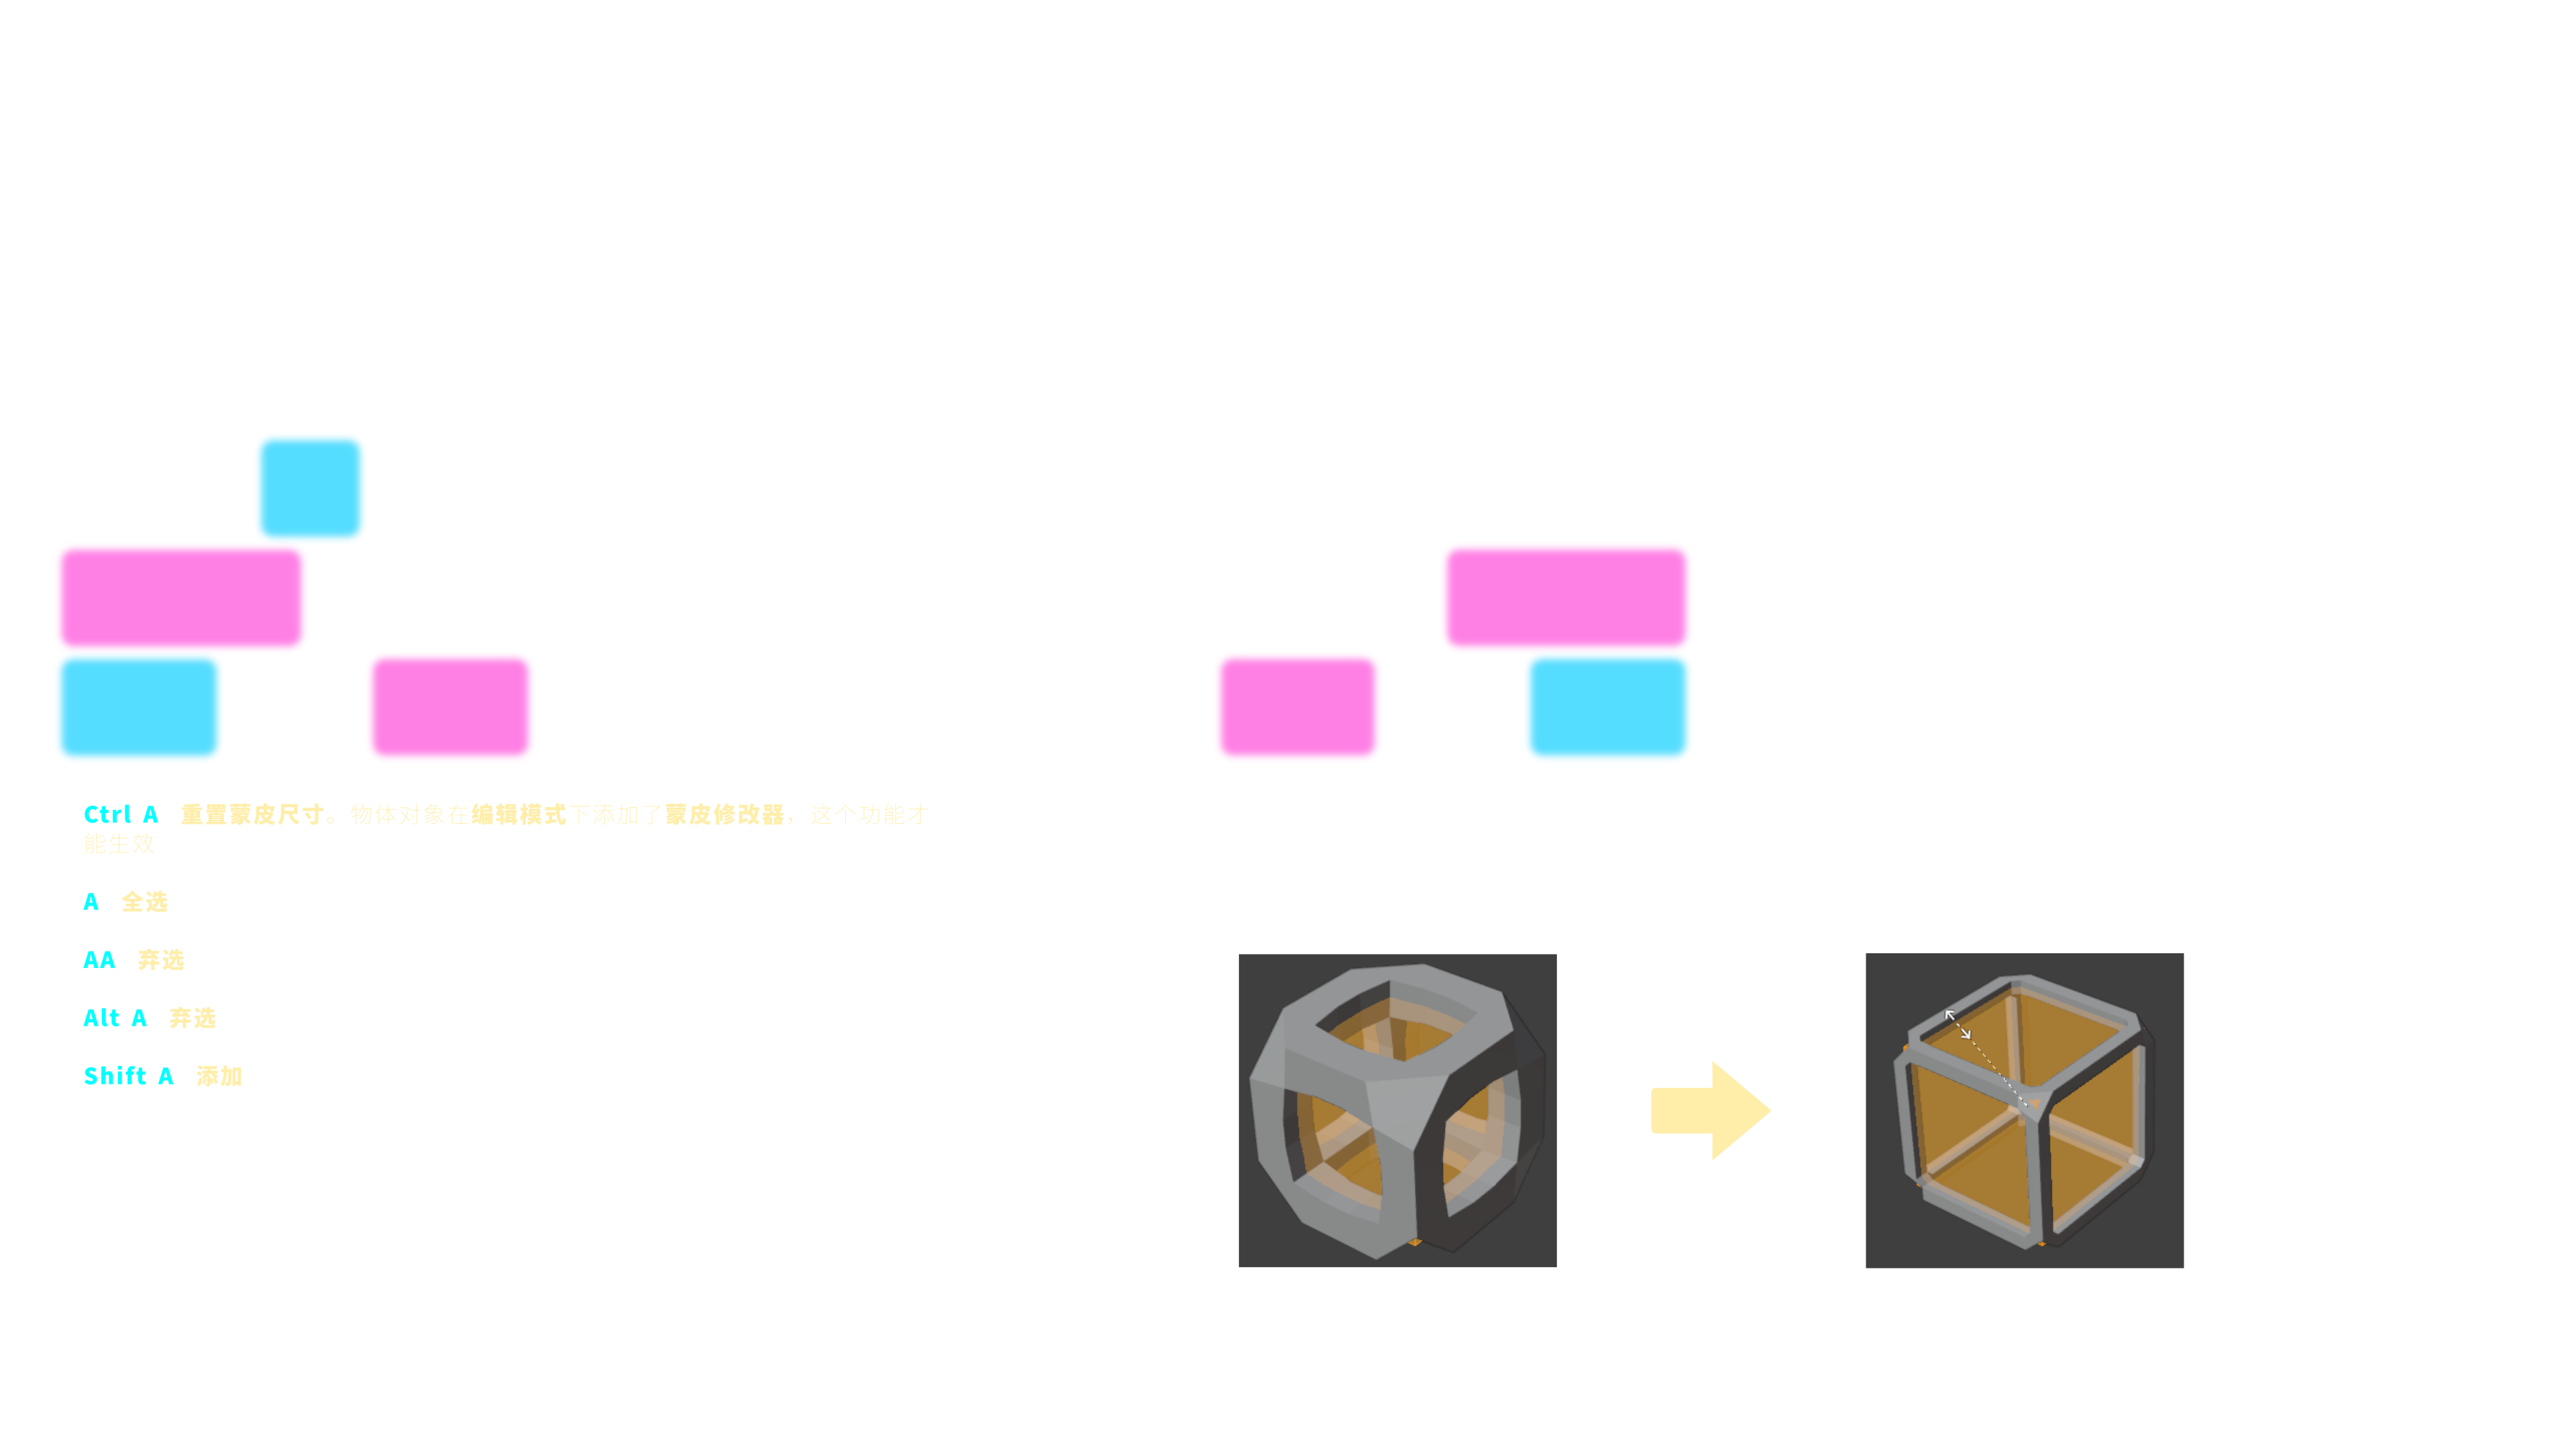 Ctrl A 重置蒙皮尺寸。物体对象在编辑模式下添加了蒙皮修改器，这个功能才
能生效
A 全选
AA 弃选
Alt A 弃选
Shift A 添加